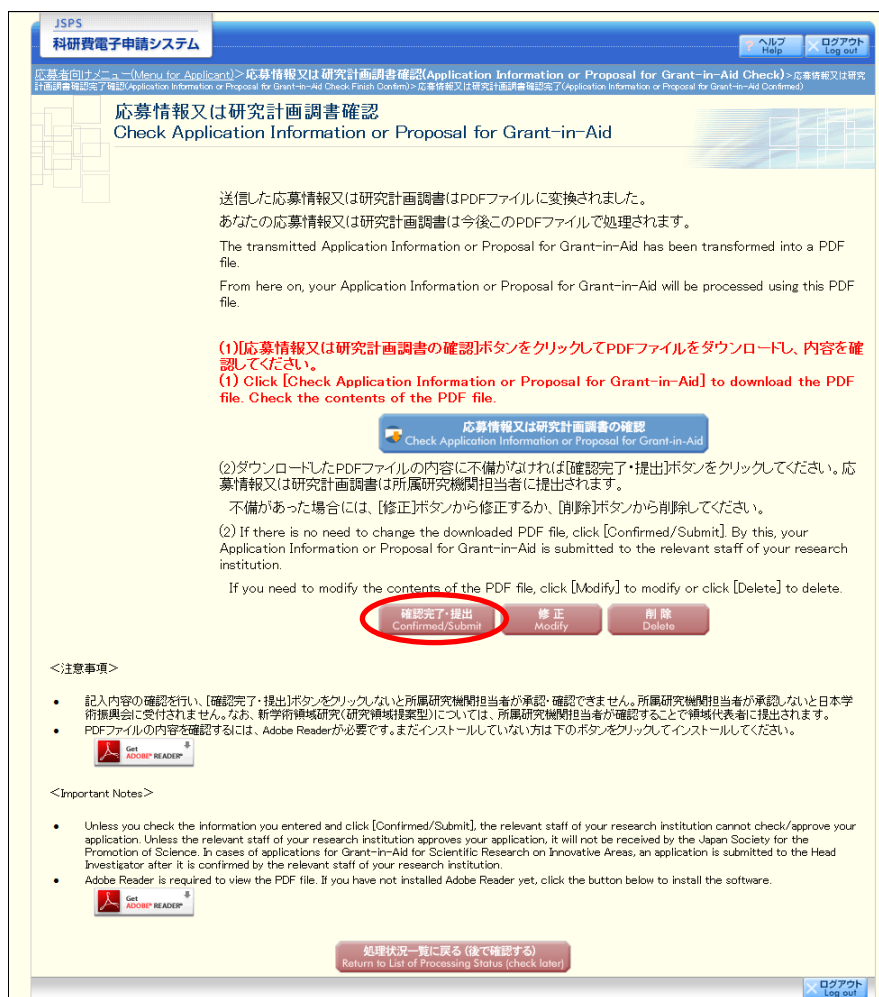 JSPS
科研費電子申請システム
? ヘルプ
Help
ログアウト
Log out
応募者向けメニュー(Menu for Applicant)>応募情報又は研究計画調書確認(Application Information or Proposal for Grant-in-Aid Check)>応募情報又は研究
計画調書確認完了確認(Application Information or Proposal for Grant-in-Aid Check Finish Confirm)>応募情報又は研究計画調書確認完了(Application Information or Proposal for Grant-in-Aid Confirmed)
応募情報又は研究計画調書確認
Check Application Information or Proposal for Grant-in-Aid
送信した応募情報又は研究計画調書はPDFファイルに変換されました。
あなたの応募情報又は研究計画調書は今後このPDFファイルで処理されます。
The transmitted Application Information or Proposal for Grant-in-Aid has been transformed into a PDF
file.
From here on, your Application Information or Proposal for Grant-in-Aid will be processed using this PDF
file.
(1)[応募情報又は研究計画調書の確認]ボタンをクリックしてPDFファイルをダウンロードし、内容を確
認してください。
(1) Click [Check Application Information or Proposal for Grant-in-Aid] to download the PDF
file. Check the contents of the PDF file.
応募情報又は研究計画調書の確認
Check Application Information or Proposal for Grant-in-Aid
(2)ダウンロードしたPDFファイルの内容に不備がなければ[確認完了・提出]ボタンをクリックしてください。応
募情報又は研究計画調書は所属研究機関担当者に提出されます。
不備があった場合には、[修正]ボタンから修正するか、[削除]ボタンから削除してください。
(2) If there is no need to change the downloaded PDF file, click [Confirmed/Submit]. By this, your
Application Information or Proposal for Grant-in-Aid is submitted to the relevant staff of your research
institution.
If you need to modify the contents of the PDF file, click [Modify] to modify or click [Delete] to delete.
確認完了・提出
Confirmed/Submit
修 正
Modify
削 除
Delete
<注意事項>
● 記入内容の確認を行い、[確認完了・提出]ボタンをクリックしないと所属研究機関担当者が承認・確認できません。所属研究機関担当者が承認しないと日本学
術振興会に受付されません。なお、新学術領域研究(研究領域提案型)については、所属研究機関担当者が確認することで領域代表者に提出されます。
● PDFファイルの内容を確認するには、Adobe Readerが必要です。まだインストールしていない方は下のボタンをクリックしてインストールしてください。
Get
ADOBE® READER®
<Important Notes>
● Unless you check the information you entered and click [Confirmed/Submit], the relevant staff of your research institution cannot check/approve your
application. Unless the relevant staff of your research institution approves your application, it will not be received by the Japan Society for the
Promotion of Science. In cases of applications for Grant-in-Aid for Scientific Research on Innovative Areas, an application is submitted to the Head
Investigator after it is confirmed by the relevant staff of your research institution.
● Adobe Reader is required to view the PDF file. If you have not installed Adobe Reader yet, click the button below to install the software.
Get
ADOBE® READER®
処理状況一覧に戻る (後で確認する)
Return to List of Processing Status (check later)
ログアウト
Log out